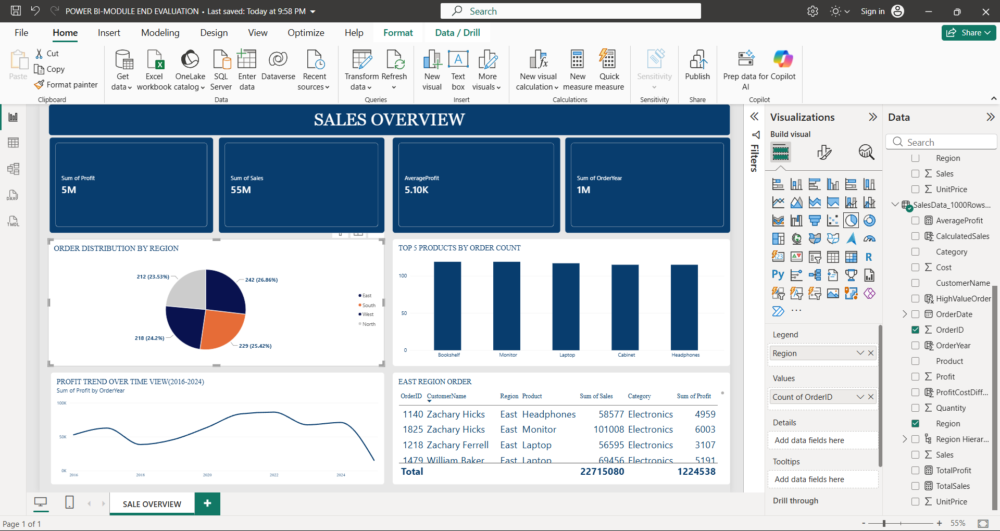 POWER BI-MODULE END EVALUATION • Last saved: Today at 9:58 PM
Search
Sign in
File Home Insert Modeling Design View Optimize Help Format Data / Drill
Share
Paste
Cut
Copy
Format painter
Clipboard
Get data
Excel workbook
OneLake catalog
SQL Server
Enter data
Dataverse
Recent sources
Data
Transform data
Refresh
Queries
New visual
Text box
More visuals
Insert
New visual calculation
New measure
Quick measure
Calculations
Sensitivity
Sensitivity
Publish
Share
Prep data for AI
Copilot
Copilot
DAX
TMDL
SALES OVERVIEW
Sum of Profit
5M
Sum of Sales
55M
AverageProfit
5.10K
Sum of OrderYear
1M
ORDER DISTRIBUTION BY REGION
212 (23.53%)
242 (26.86%)
218 (24.2%)
229 (25.42%)
East
South
West
North
TOP 5 PRODUCTS BY ORDER COUNT
100
50
0
Bookshelf Monitor Laptop Cabinet Headphones
PROFIT TREND OVER TIME VIEW(2016-2024)
Sum of Profit by OrderYear
100K
50K
0K
2016 2018 2020 2022 2024
EAST REGION ORDER
OrderID CustomerName Region Product Sum of Sales Category Sum of Profit
1140 Zachary Hicks East Headphones 58577 Electronics 4959
1825 Zachary Hicks East Monitor 101008 Electronics 6003
1218 Zachary Ferrell East Laptop 56595 Electronics 3107
1479 William Baker East Laptop 69456 Electronics 5191
Total 22715080 1224538
Filters
Visualizations
Build visual
123
R
Py
Legend
Region
Values
Count of OrderID
Details
Add data fields here
Tooltips
Add data fields here
Drill through
Data
Search
Region
Sales
UnitPrice
SalesData_1000Rows...
AverageProfit
CalculatedSales
Category
Cost
CustomerName
HighValueOrder
OrderDate
OrderID
OrderYear
Product
Profit
ProfitCostDiff...
Quantity
Region
Region Hierar...
Sales
TotalProfit
TotalSales
UnitPrice
SALE OVERVIEW
Page 1 of 1
55%